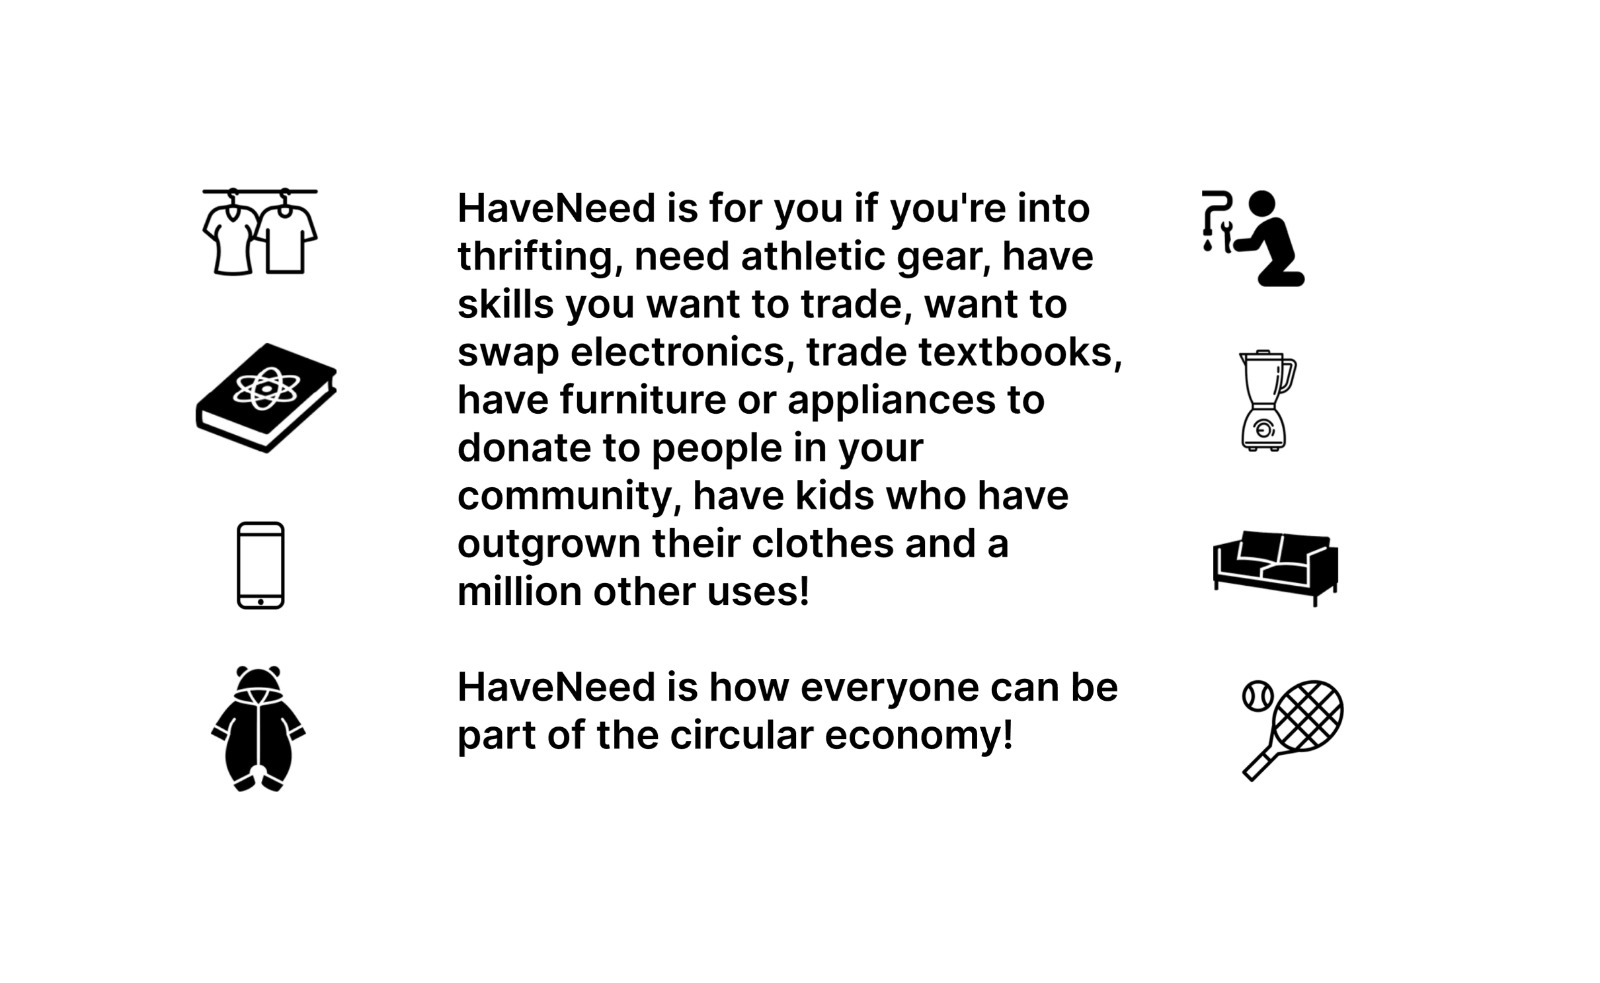 HaveNeed is for you if you're into
thrifting, need athletic gear, have
skills you want to trade, want to
swap electronics, trade textbooks,
have furniture or appliances to
donate to people in your
community, have kids who have
outgrown their clothes and a
million other uses!
HaveNeed is how everyone can be
part of the circular economy!